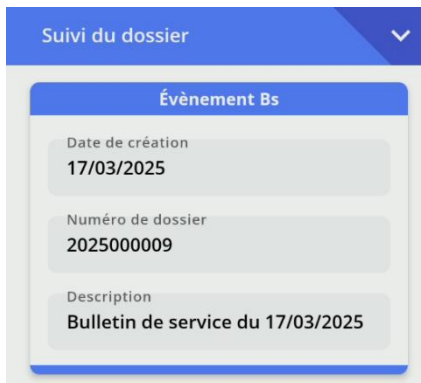 Suivi du dossier
Évènement Bs
Date de création
17/03/2025
Numéro de dossier
2025000009
Description
Bulletin de service du 17/03/2025